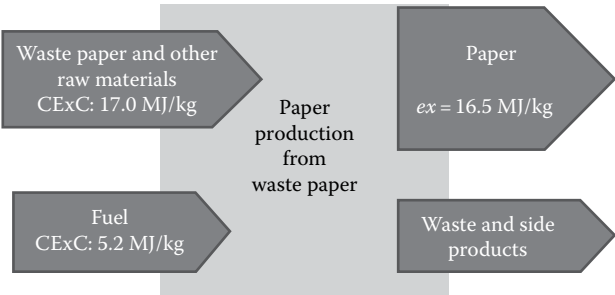 Waste paper and other
raw materials
CExC: 17.0 MJ/kg
Fuel
CExC: 5.2 MJ/kg
Paper
production
from
waste paper
Paper
ex = 16.5 MJ/kg
Waste and side
products